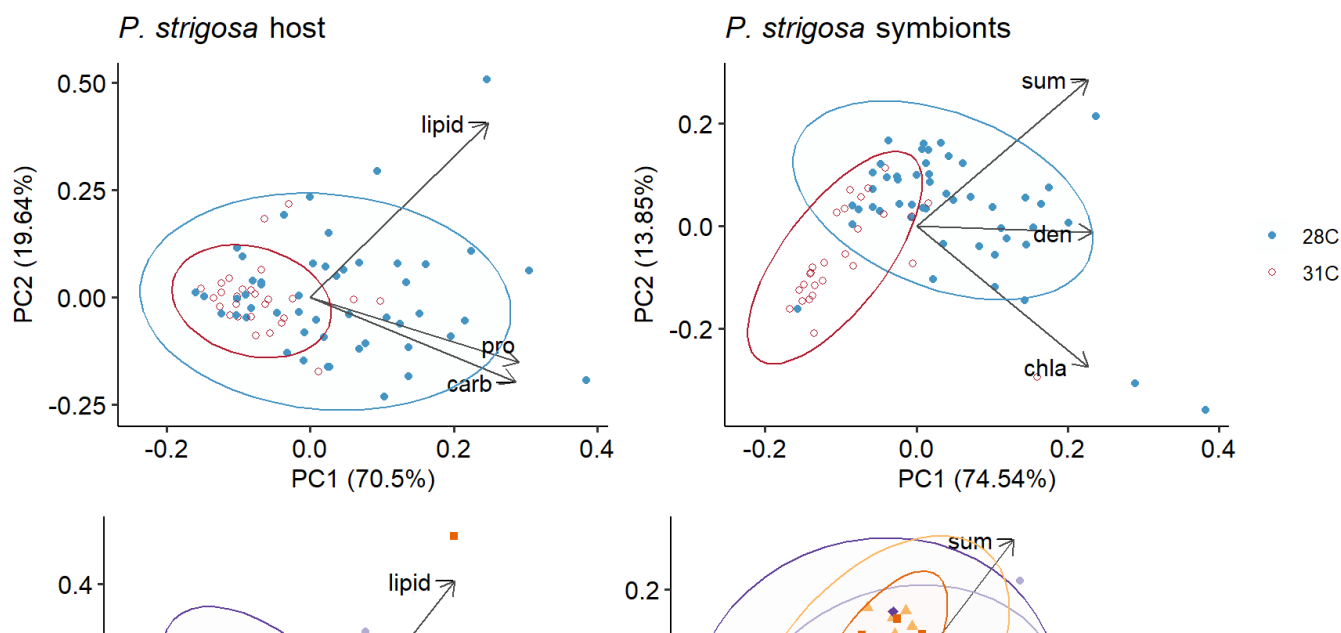 P. strigosa host
P. strigosa symbionts
0.50
0.25
0.00
-0.25
PC2 (19.64%)
lipid
pro
carb
-0.2
0.0
0.2
0.4
PC1 (70.5%)
0.2
0.0
-0.2
PC2 (13.85%)
sum
den
chla
-0.2
0.0
0.2
0.4
PC1 (74.54%)
28C
31C
0.4
lipid
0.2
sum